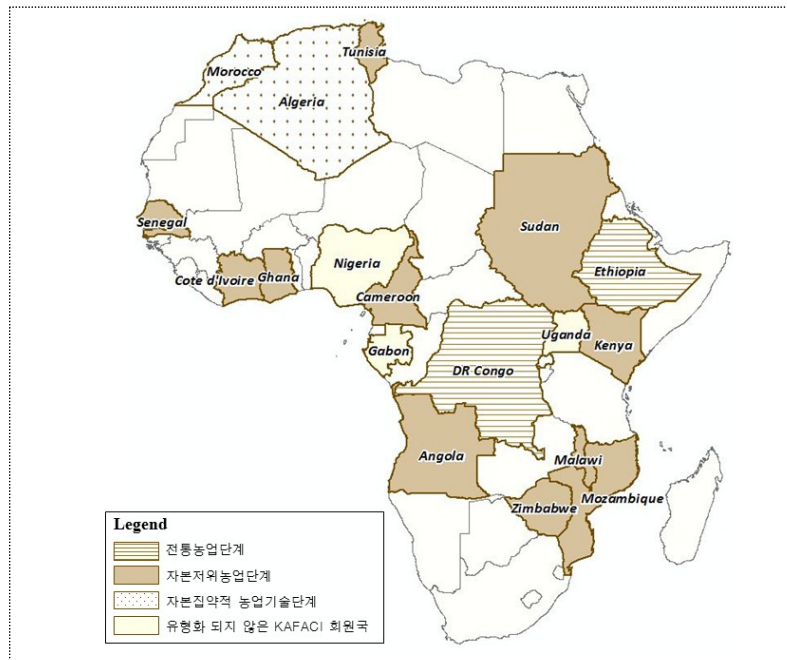 Tunisia
Morocco
Algeria
Senegal
Sudan
Nigeria
Ethiopia
Cote d'Ivoire
Ghana
Cameroon
Uganda
Gabon
Kenya
DR Congo
Angola
Malawi
Mozambique
Zimbabwe
Legend
전통농업단계
자본저위농업단계
자본집약적 농업기술단계
유형화 되지 않은 KAFACI 회원국